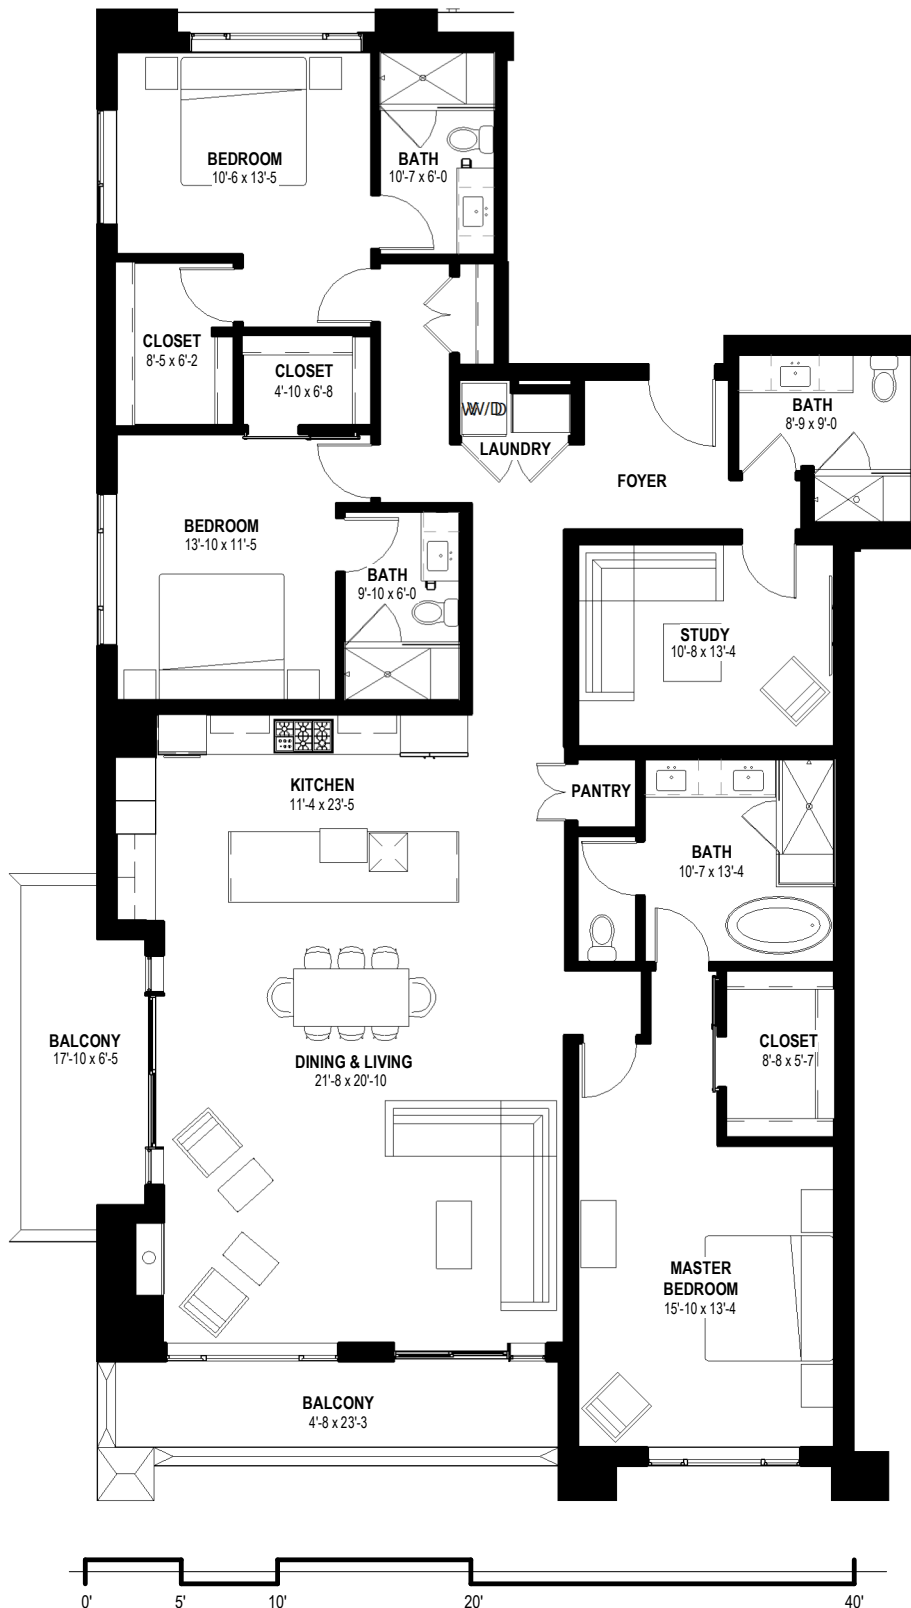 BEDROOM
10'-6 x 13'-5
BATH
10'-7 x 6'-0
CLOSET
8'-5 x 6'-2
CLOSET
4'-10 x 6'-8
W/D
LAUNDRY
BATH
8'-9 x 9'-0
FOYER
BEDROOM
13'-10 x 11'-5
BATH
9'-10 x 6'-0
STUDY
10'-8 x 13'-4
KITCHEN
11'-4 x 23'-5
PANTRY
BATH
10'-7 x 13'-4
BALCONY
17'-10 x 6'-5
DINING & LIVING
21'-8 x 20'-10
CLOSET
8'-8 x 5'-7
MASTER
BEDROOM
15'-10 x 13'-4
BALCONY
4'-8 x 23'-3
0' 5' 10' 20' 40'